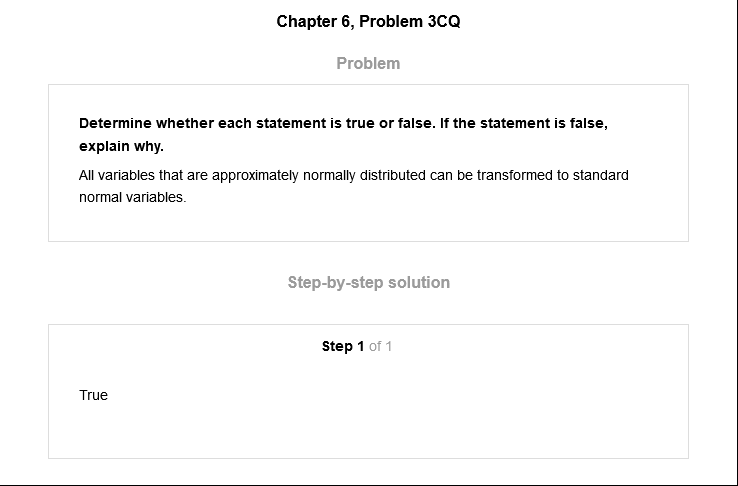 Chapter 6, Problem 3CQ
Problem
Determine whether each statement is true or false. If the statement is false,
explain why.
All variables that are approximately normally distributed can be transformed to standard
normal variables.
Step-by-step solution
Step 1 of 1
True